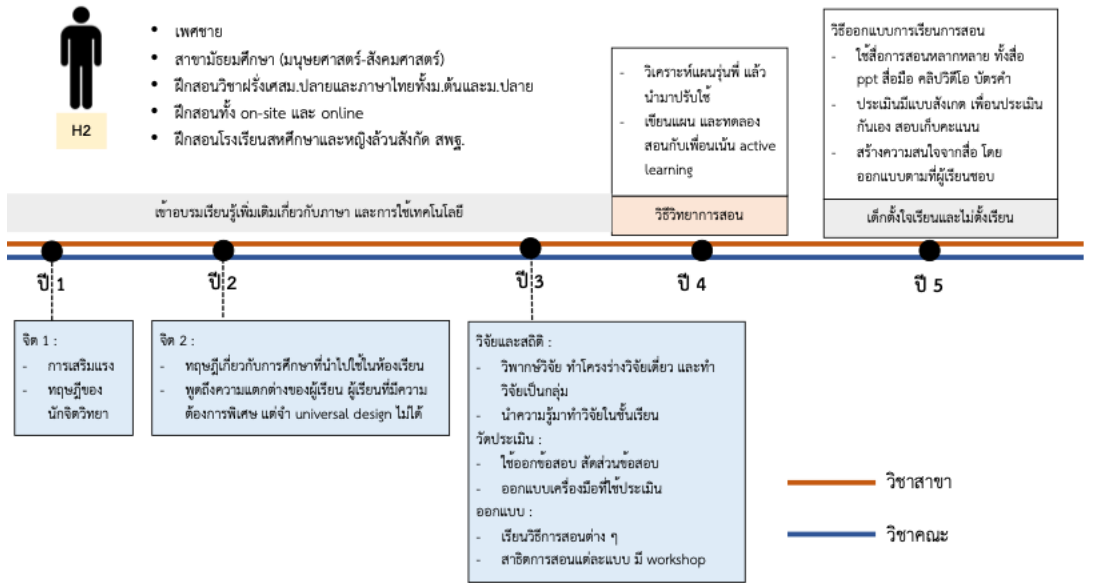 • เพศชาย
• สาขามัธยมศึกษา (มนุษยศาสตร์-สังคมศาสตร์)
• ฝึกสอนวิชาฝรั่งเศสม.ปลายและภาษาไทยทั้งม.ต้นและม.ปลาย
• ฝึกสอนทั้ง on-site และ online
• ฝึกสอนโรงเรียนสหศึกษาและหญิงล้วนสังกัด สพฐ.
H2
- วิเคราะห์แผนรุ่นพี่ แล้ว
นำมาปรับใช้
- เขียนแผน และทดลอง
สอนกับเพื่อนเน้น active
learning
วิธีออกแบบการเรียนการสอน
- ใช้สื่อการสอนหลากหลาย ทั้งสื่อ
ppt สื่อมือ คลิปวิดีโอ บัตรคำ
- ประเมินมีแบบสังเกต เพื่อนประเมิน
กันเอง สอบเก็บคะแนน
- สร้างความสนใจจากสื่อ โดย
ออกแบบตามที่ผู้เรียนชอบ
เข้าอบรมเรียนรู้เพิ่มเติมเกี่ยวกับภาษา และการใช้เทคโนโลยี
วิธีวิทยาการสอน
เด็กตั้งใจเรียนและไม่ตั้งเรียน
ปี 1
ปี 2
ปี 3
ปี 4
ปี 5
จิต 1 :
- การเสริมแรง
- ทฤษฎีของ
นักจิตวิทยา
จิต 2 :
- ทฤษฎีเกี่ยวกับการศึกษาที่นำไปใช้ในห้องเรียน
- พูดถึงความแตกต่างของผู้เรียน ผู้เรียนที่มีความ
ต้องการพิเศษ แต่จำ universal design ไม่ได้
วิจัยและสถิติ :
- วิพากษ์วิจัย ทำโครงร่างวิจัยเดี่ยว และทำ
วิจัยเป็นกลุ่ม
- นำความรู้มาทำวิจัยในชั้นเรียน
วัดประเมิน :
- ใช้ออกข้อสอบ สัดส่วนข้อสอบ
- ออกแบบเครื่องมือที่ใช้ประเมิน
ออกแบบ :
- เรียนวิธีการสอนต่าง ๆ
- สาธิตการสอนแต่ละแบบ มี workshop
วิชาสาขา
วิชาคณะ